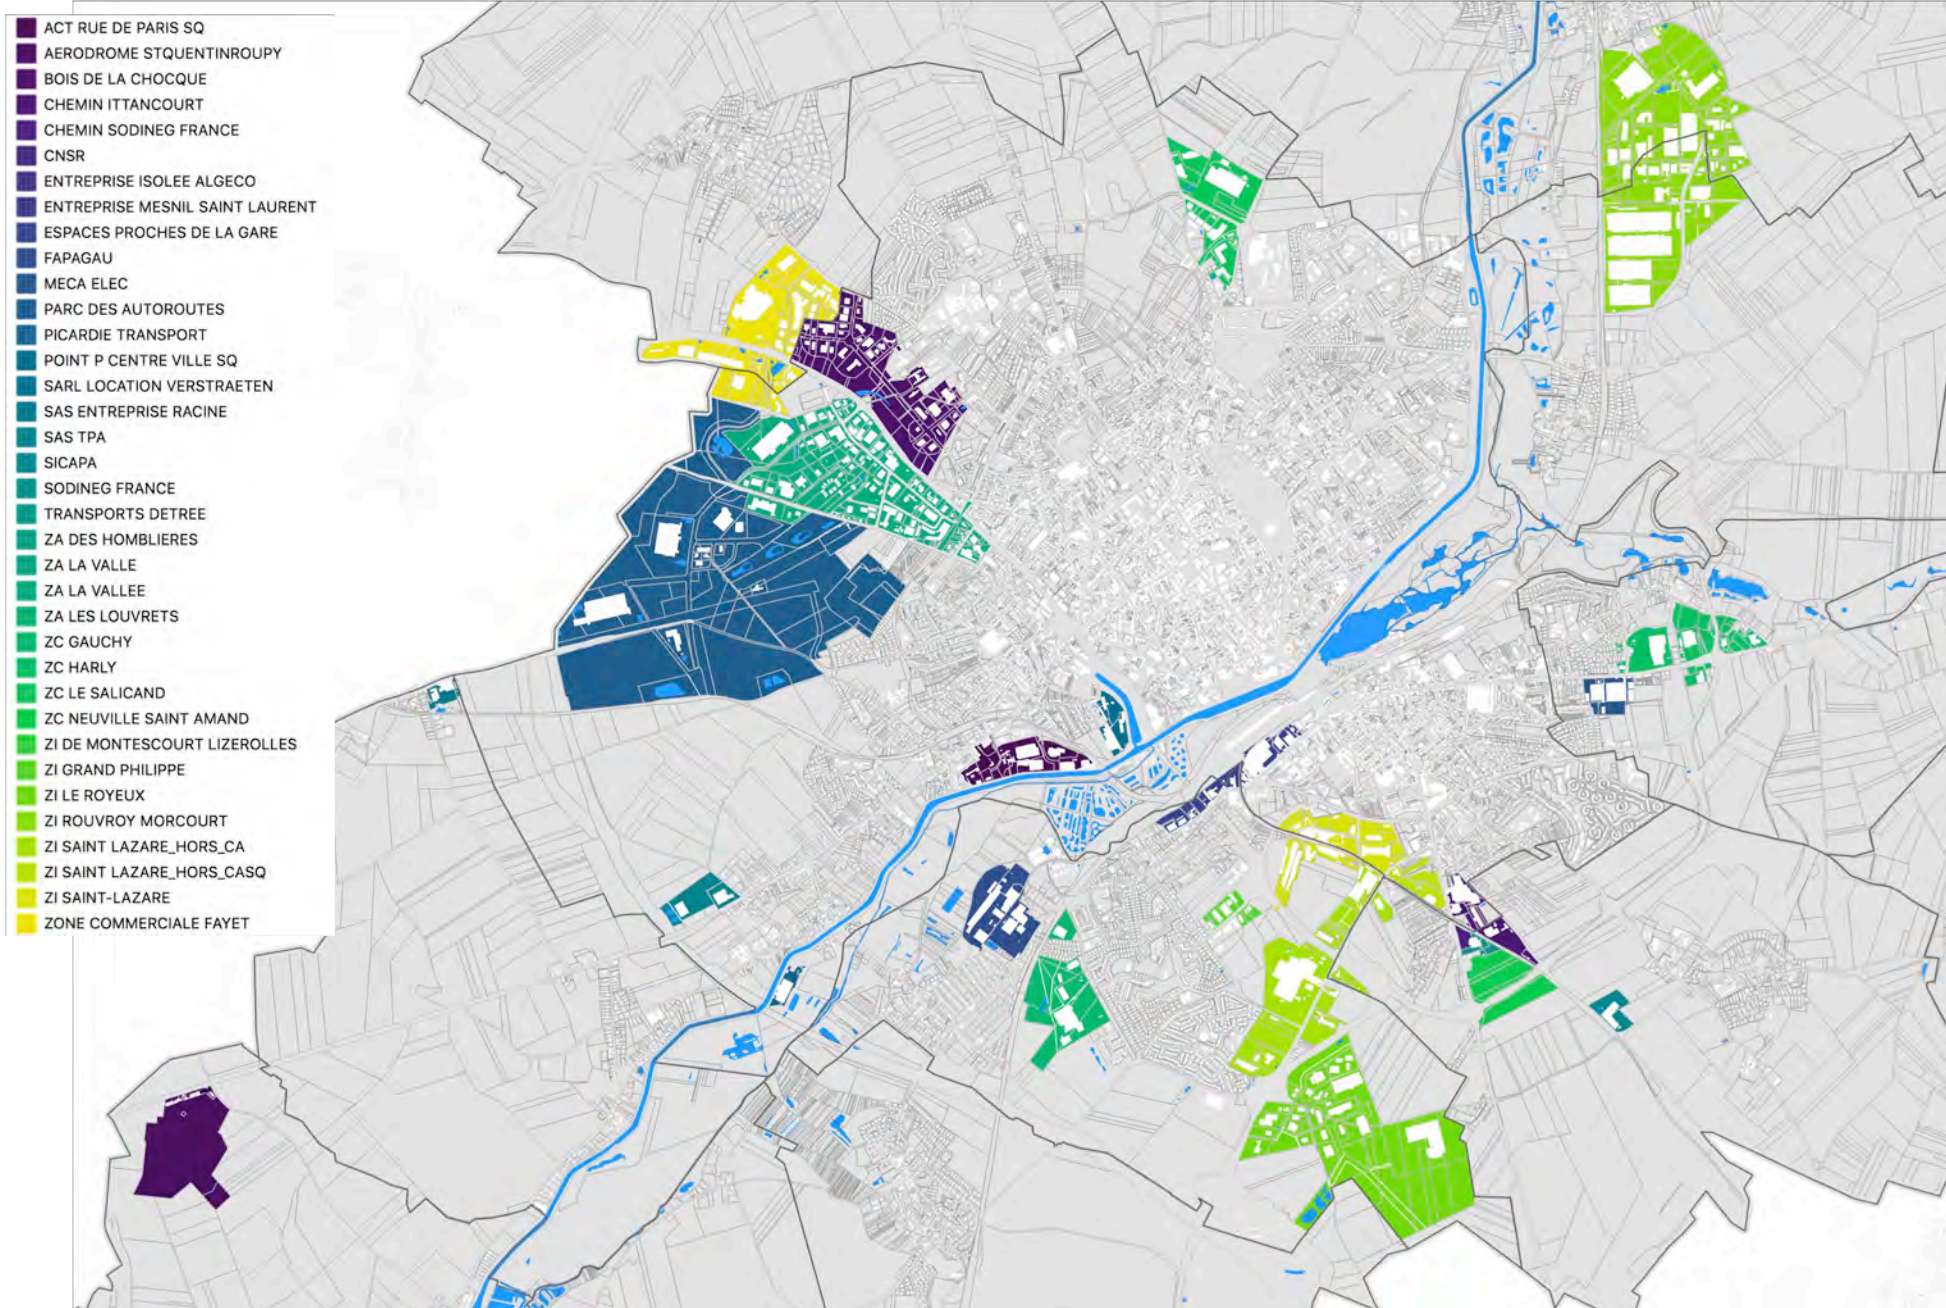 ACT RUE DE PARIS SQ
AERODROME STQUENTINROUPY
BOIS DE LA CHOCQUE
CHEMIN ITTANCOURT
CHEMIN SODINEG FRANCE
CNSR
ENTREPRISE ISOLEE ALGECO
ENTREPRISE MESNIL SAINT LAURENT
ESPACES PROCHES DE LA GARE
FAPAGAU
MECA ELEC
PARC DES AUTOROUTES
PICARDIE TRANSPORT
POINT P CENTRE VILLE SQ
SARL LOCATION VERSTRAETEN
SAS ENTREPRISE RACINE
SAS TPA
SICAPA
SODINEG FRANCE
TRANSPORTS DETREE
ZA DES HOMBLIERES
ZA LA VALLE
ZA LA VALLEE
ZA LES LOUVRETS
ZC GAUCHY
ZC HARLY
ZC LE SALICAND
ZC NEUVILLE SAINT AMAND
ZI DE MONTESCOURT LIZEROLLES
ZI GRAND PHILIPPE
ZI LE ROYEUX
ZI ROUVROY MORCOURT
ZI SAINT LAZARE_HORS_CA
ZI SAINT LAZARE_HORS_CASQ
ZI SAINT-LAZARE
ZONE COMMERCIALE FAYET